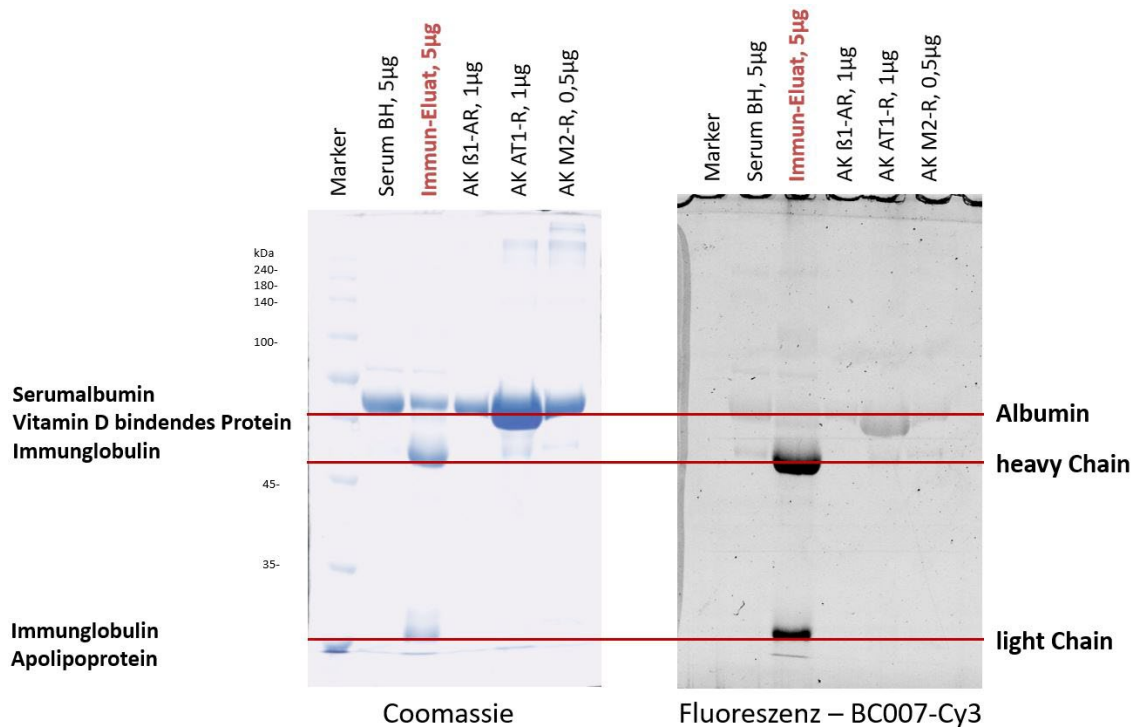 Marker
Serum BH, 5µg
Immun-Eluat, 5µg
AK ß1-AR, 1µg
AK AT1-R, 1µg
AK M2-R, 0,5µg
Marker
Serum BH, 5µg
Immun-Eluat, 5µg
AK ß1-AR, 1µg
AK AT1-R, 1µg
AK M2-R, 0,5µg
kDa
240-
180-
140-
100-
45-
35-
Serumalbumin
Vitamin D bindendes Protein
Immunglobulin
Immunglobulin
Apolipoprotein
Albumin
heavy Chain
light Chain
Coomassie
Fluoreszenz – BC007-Cy3